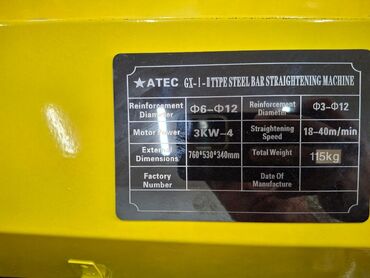 ★ATEC GX-I-II TYPE STEEL BAR STRAIGHTENING MACHINE
Reinforcement Diameter Φ6-Φ12 Reinforcement Diameter Φ3-Φ12
Motor Power 3KW-4 Straightening Speed 18-40m/min
External Dimensions 760*530*340mm Total Weight 115kg
Factory Number Date Of Manufacture